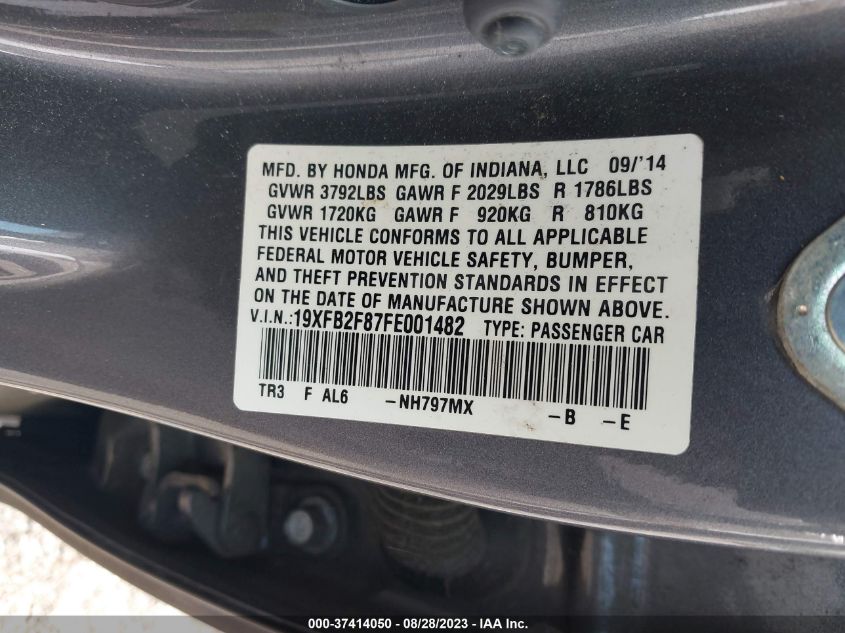 MFD. BY HONDA MFG. OF INDIANA, LLC 09/'14
GVWR 3792LBS GAWR F 2029LBS R 1786LBS
GVWR 1720KG GAWR F 920KG R 810KG
THIS VEHICLE CONFORMS TO ALL APPLICABLE
FEDERAL MOTOR VEHICLE SAFETY, BUMPER,
AND THEFT PREVENTION STANDARDS IN EFFECT
ON THE DATE OF MANUFACTURE SHOWN ABOVE.
V.I.N.:19XFB2F87FE001482 TYPE: PASSENGER CAR
TR3 F AL6 -NH797MX -B -E
000-37414050 / 08/28/2023 - IAA Inc.